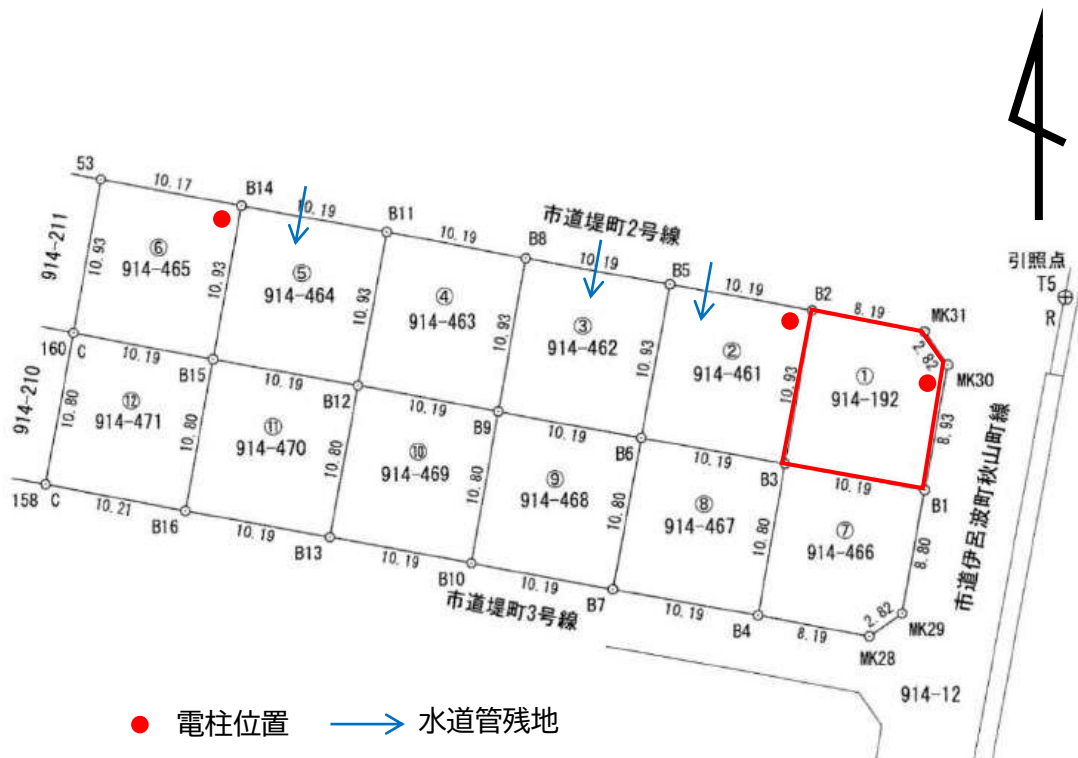 53
10.17
B14
10.19
B11
10.19
B8
市道堤町2号線
10.19
B5
10.19
B2
8.19
MK31
2.82
MK30
引照点
T5
R
914-211
10.93
⑥
914-465
10.93
⑤
914-464
10.93
④
914-463
10.93
③
914-462
10.93
②
914-461
10.93
①
914-192
8.93
160 C
10.19
B15
10.19
B12
10.19
B9
10.19
B6
10.19
B3
10.19
B1
市道伊呂波町秋山町線
914-210
10.80
⑫
914-471
10.80
⑪
914-470
10.80
⑩
914-469
10.80
⑨
914-468
10.80
⑧
914-467
10.80
⑦
914-466
8.80
158 C
10.21
B16
10.19
B13
10.19
B10
10.19
B7
10.19
B4
8.19
MK28
2.82
MK29
市道堤町3号線
914-12
電柱位置
水道管残地